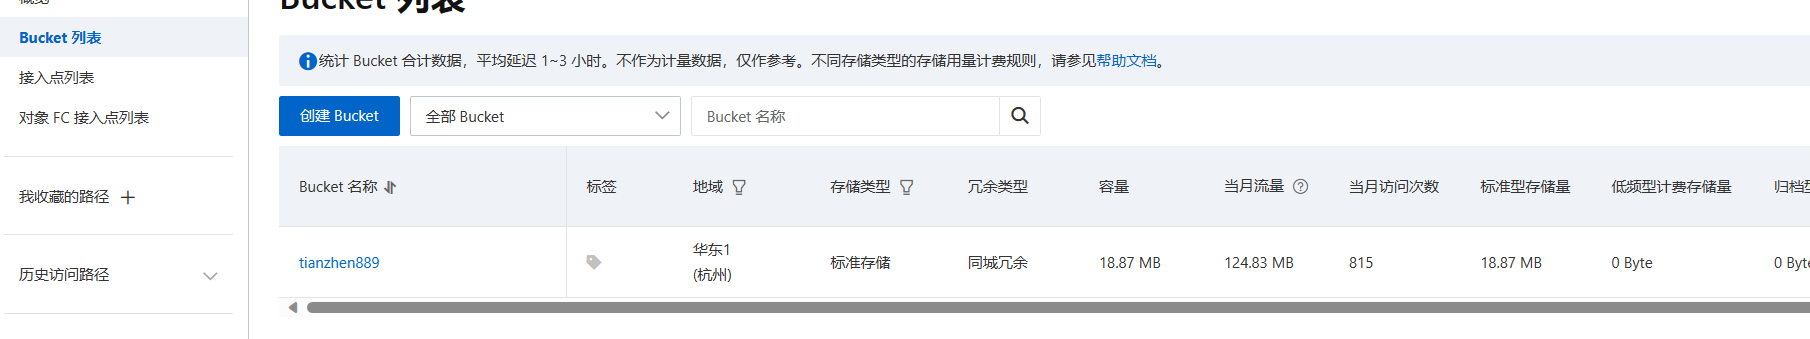 概览
Bucket 列表
Bucket 列表
统计 Bucket 合计数据，平均延迟 1~3 小时。不作为计量数据，仅作参考。不同存储类型的存储用量计费规则，请参见帮助文档。
接入点列表
对象 FC 接入点列表
创建 Bucket
全部 Bucket
Bucket 名称
我收藏的路径
历史访问路径
Bucket 名称 标签 地域 存储类型 冗余类型 容量 当月流量 当月访问次数 标准型存储量 低频型计费存储量 归档
tianzhen889 华东1 标准存储 同城冗余 18.87 MB 124.83 MB 815 18.87 MB 0 Byte 0 Byte
(杭州)